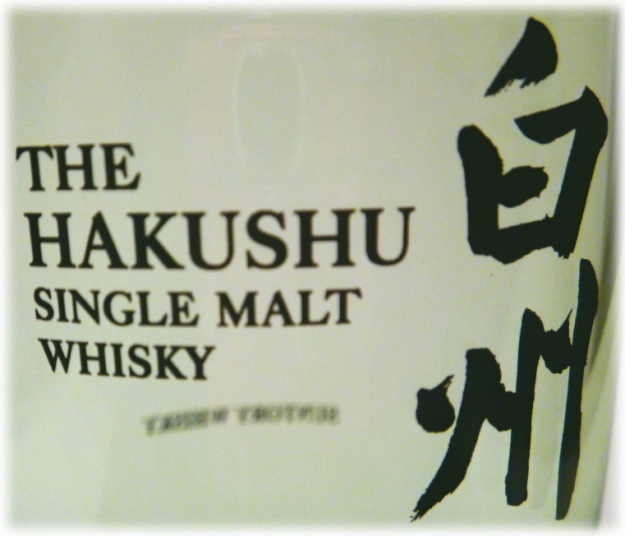 THE
HAKUSHU
SINGLE MALT
WHISKY
白州